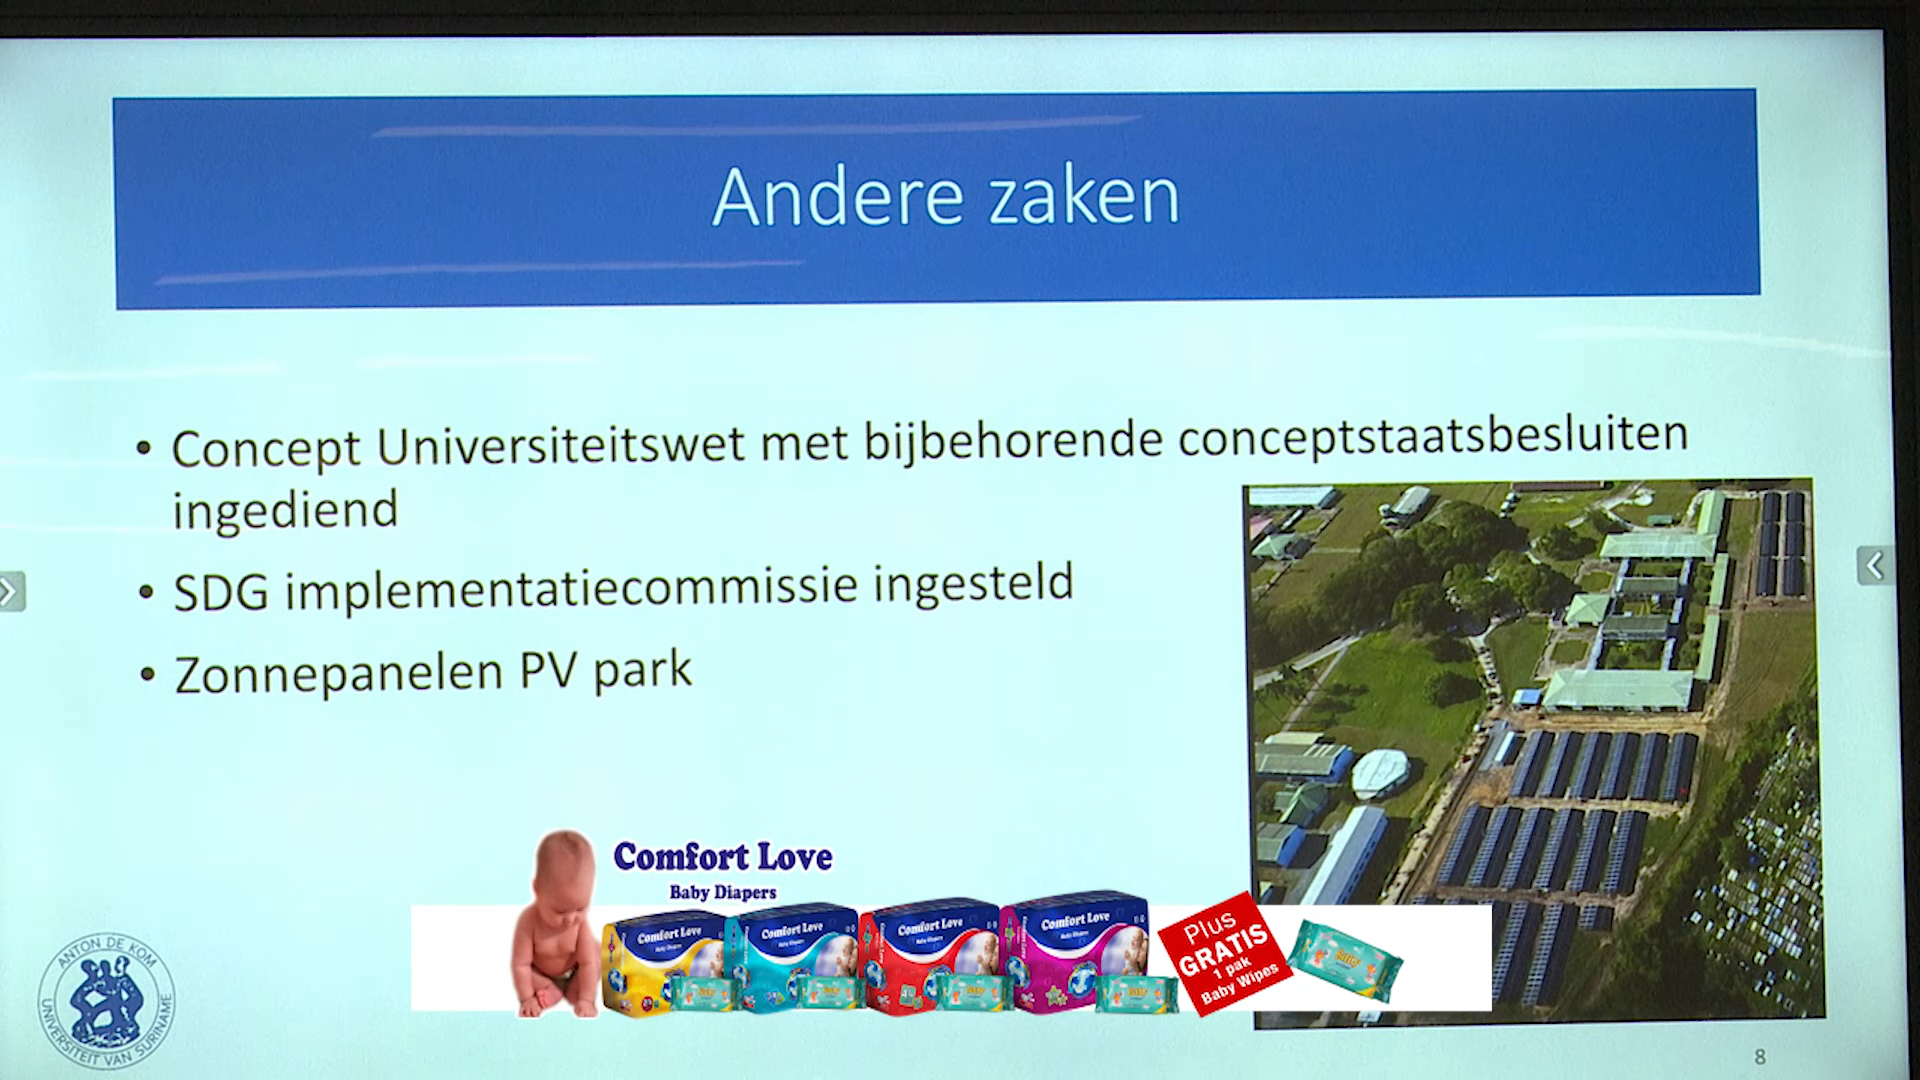 Andere zaken
• Concept Universiteitswet met bijbehorende conceptstaatsbesluiten
ingediend
• SDG implementatiecommissie ingesteld
• Zonnepanelen PV park
Comfort Love
Baby Diapers
Comfort Love
Comfort Love
Comfort Love
Comfort Love
Plus
GRATIS
1 pak
Baby Wipes
ANTON DE KOM
UNIVERSITEIT VAN SURINAME
8